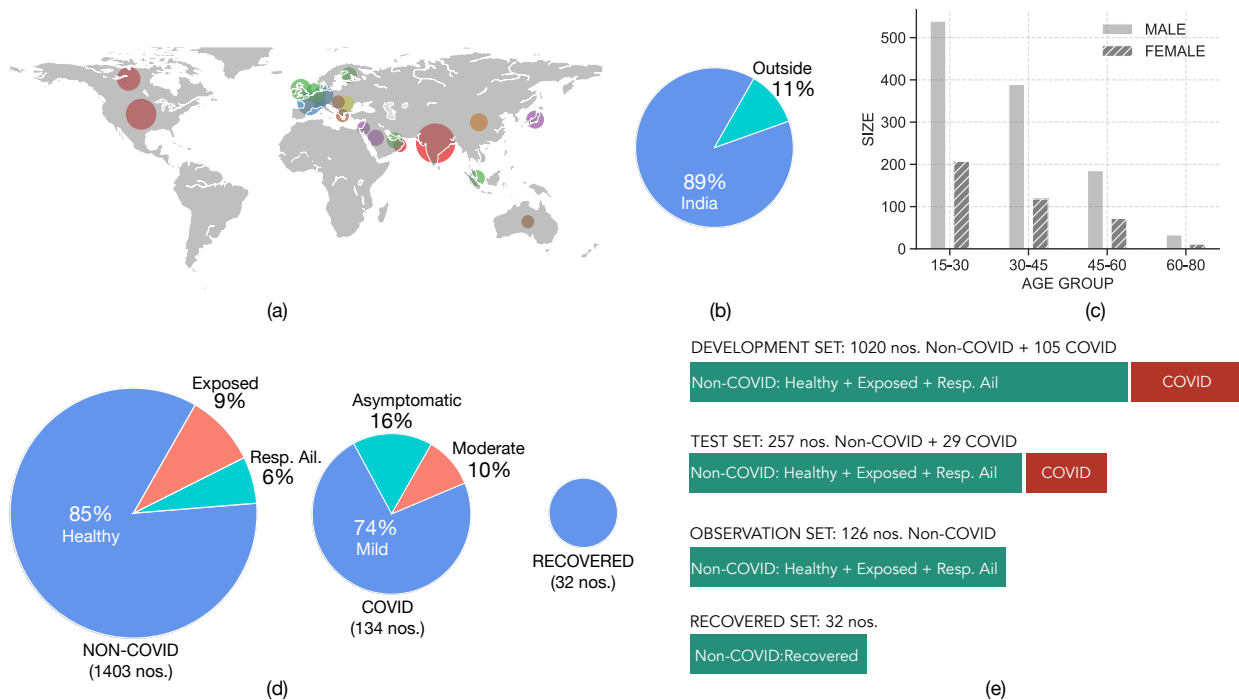 (a)
Outside
11%
89%
India
(b)
MALE
FEMALE
SIZE
500
400
300
200
100
0
15-30
30-45
45-60
60-80
AGE GROUP
(c)
Exposed
9%
Resp. Ail.
6%
85%
Healthy
NON-COVID
(1403 nos.)
Asymptomatic
16%
Moderate
10%
74%
Mild
COVID
(134 nos.)
RECOVERED
(32 nos.)
(d)
DEVELOPMENT SET: 1020 nos. Non-COVID + 105 COVID
Non-COVID: Healthy + Exposed + Resp. Ail
COVID
TEST SET: 257 nos. Non-COVID + 29 COVID
Non-COVID: Healthy + Exposed + Resp. Ail
COVID
OBSERVATION SET: 126 nos. Non-COVID
Non-COVID: Healthy + Exposed + Resp. Ail
RECOVERED SET: 32 nos.
Non-COVID:Recovered
(e)